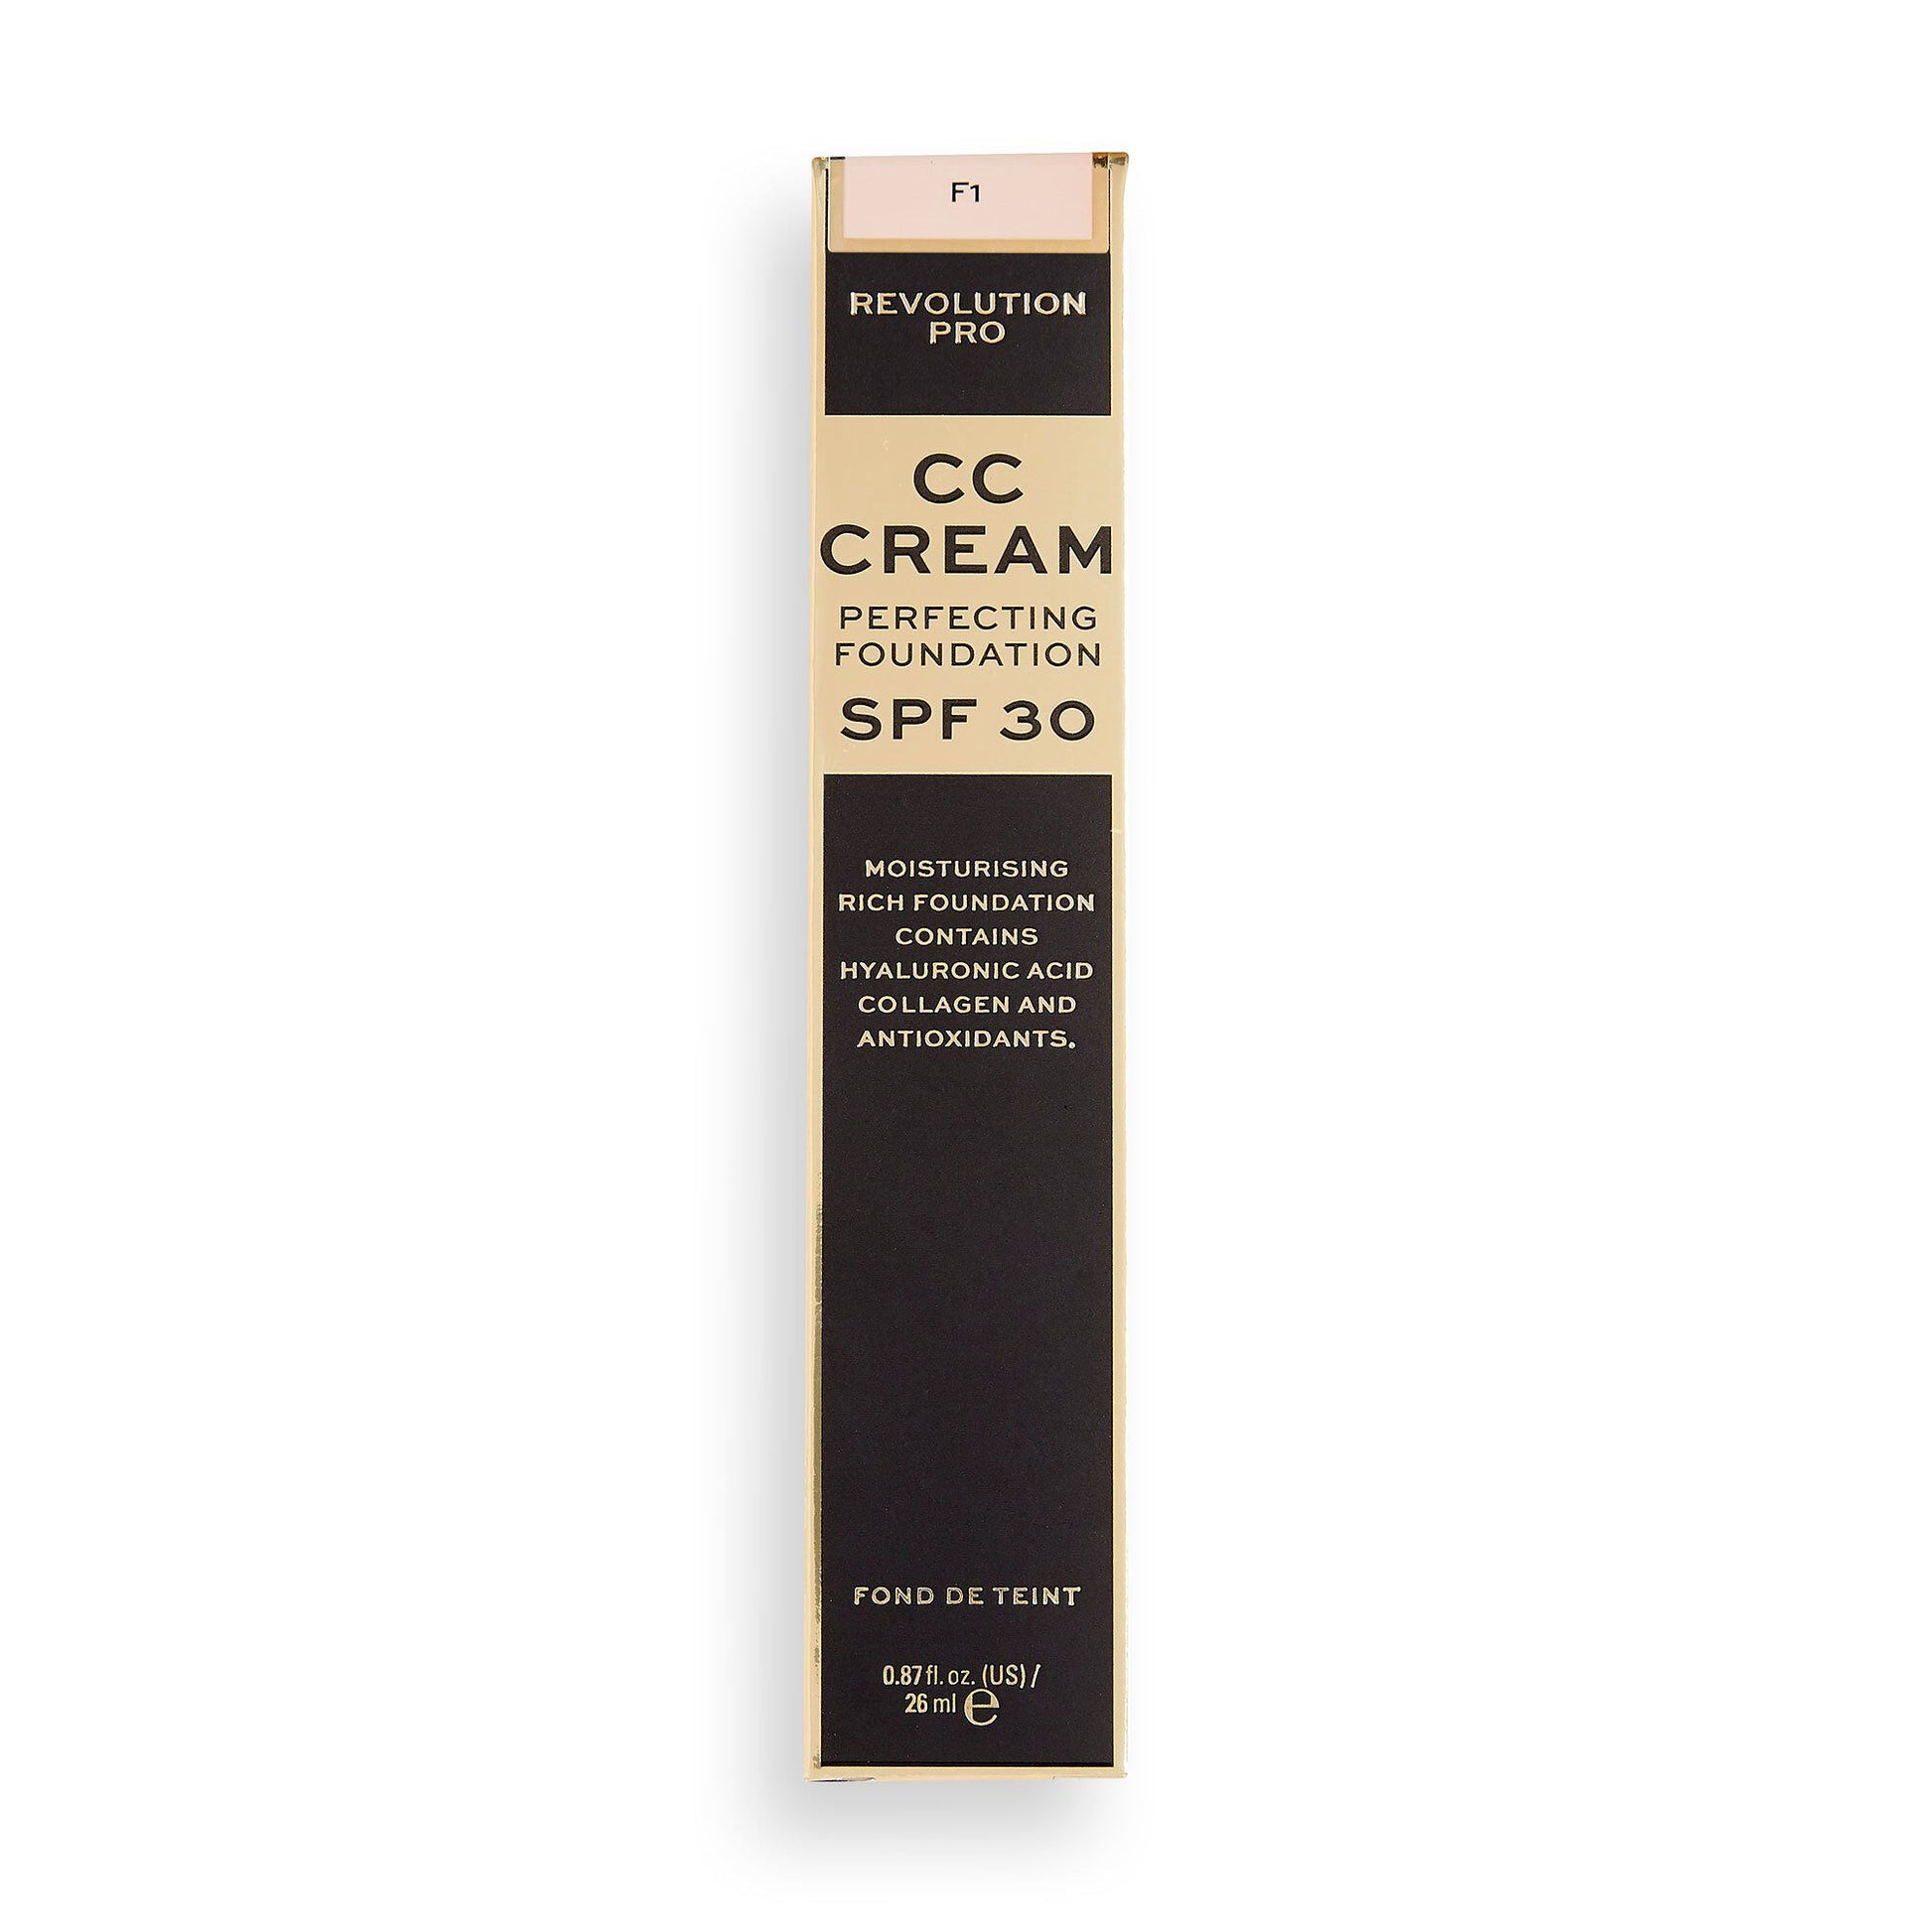 F1
REVOLUTION
PRO
CC
CREAM
PERFECTING
FOUNDATION
SPF 30
MOISTURISING
RICH FOUNDATION
CONTAINS
HYALURONIC ACID
COLLAGEN AND
ANTIOXIDANTS.
FOND DE TEINT
0.87 fl. oz. (US) /
26 ml ℮